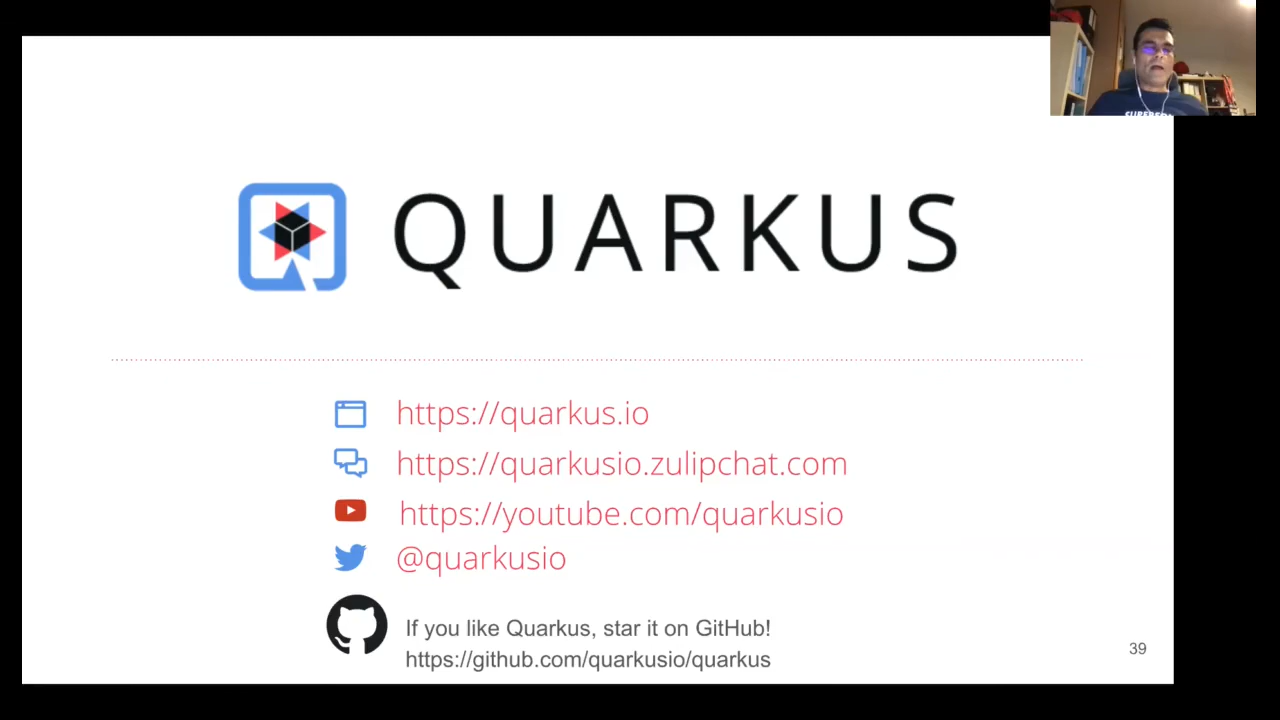 QUARKUS
https://quarkus.io
https://quarkusio.zulipchat.com
https://youtube.com/quarkusio
@quarkusio
If you like Quarkus, star it on GitHub!
https://github.com/quarkusio/quarkus
39